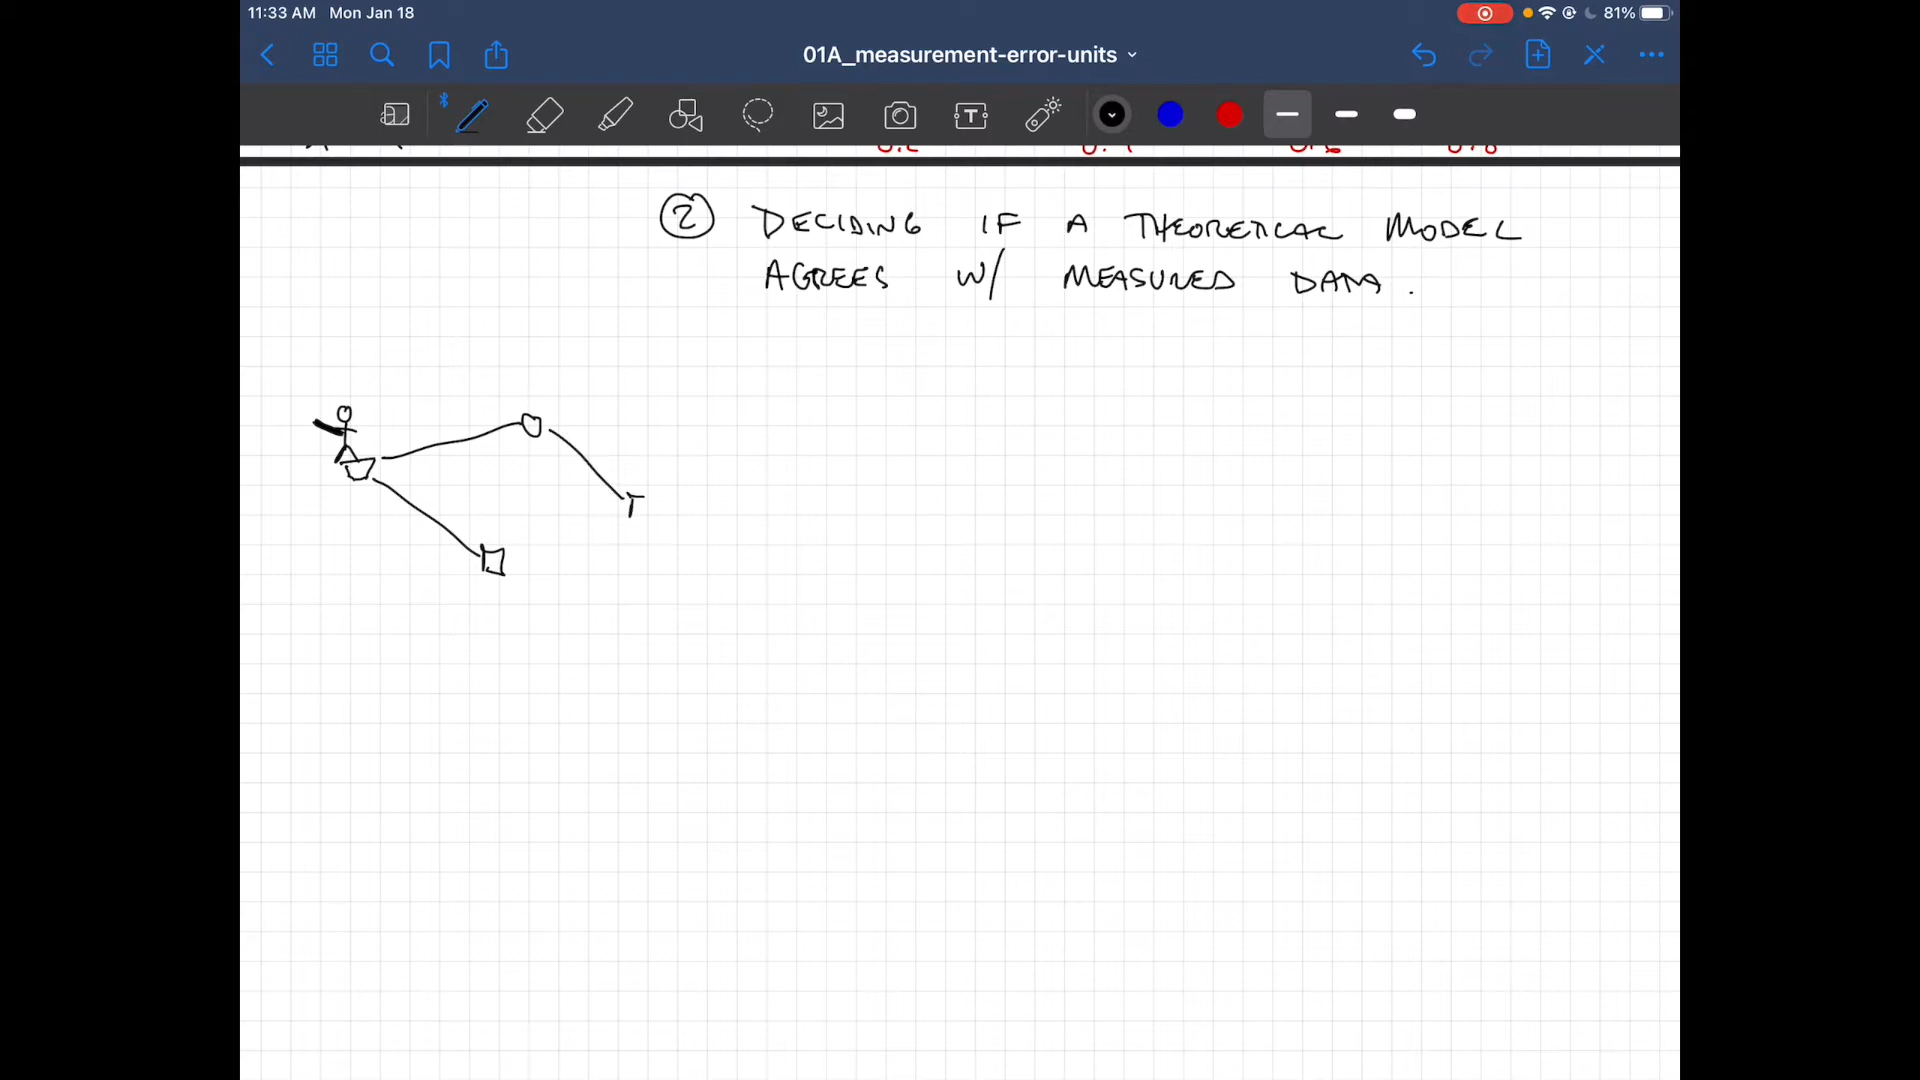 11:33 AM Mon Jan 18
81%
01A_measurement-error-units
T
② DECIDING IF A THEORETICAL MODEL
AGREES W/ MEASURED DATA.
T